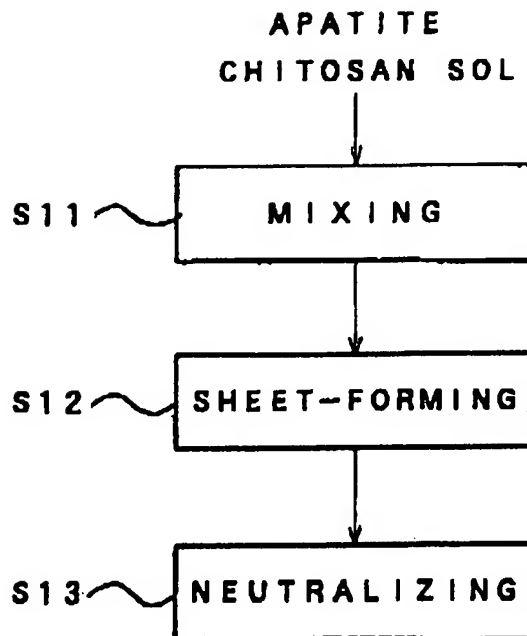 APATITE
CHITOSAN SOL
S11 MIXING
S12 SHEET-FORMING
S13 NEUTRALIZING